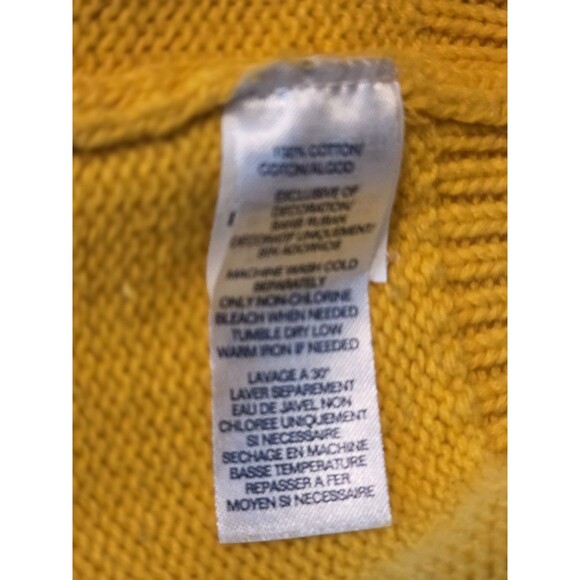 100% COTTON/
COTON/ALGOD
EXCLUSIVE OF
DECORATION/
SANS RUBAN
DECORATIF UNIQUEMENT/
SIN ADORNOS
MACHINE WASH COLD
SEPARATELY
ONLY NON-CHLORINE
BLEACH WHEN NEEDED
TUMBLE DRY LOW
WARM IRON IF NEEDED
LAVAGE A 30°
LAVER SEPAREMENT
EAU DE JAVEL NON
CHLOREE UNIQUEMENT
SI NECESSAIRE
SECHAGE EN MACHINE
BASSE TEMPERATURE
REPASSER A FER
MOYEN SI NECESSAIRE